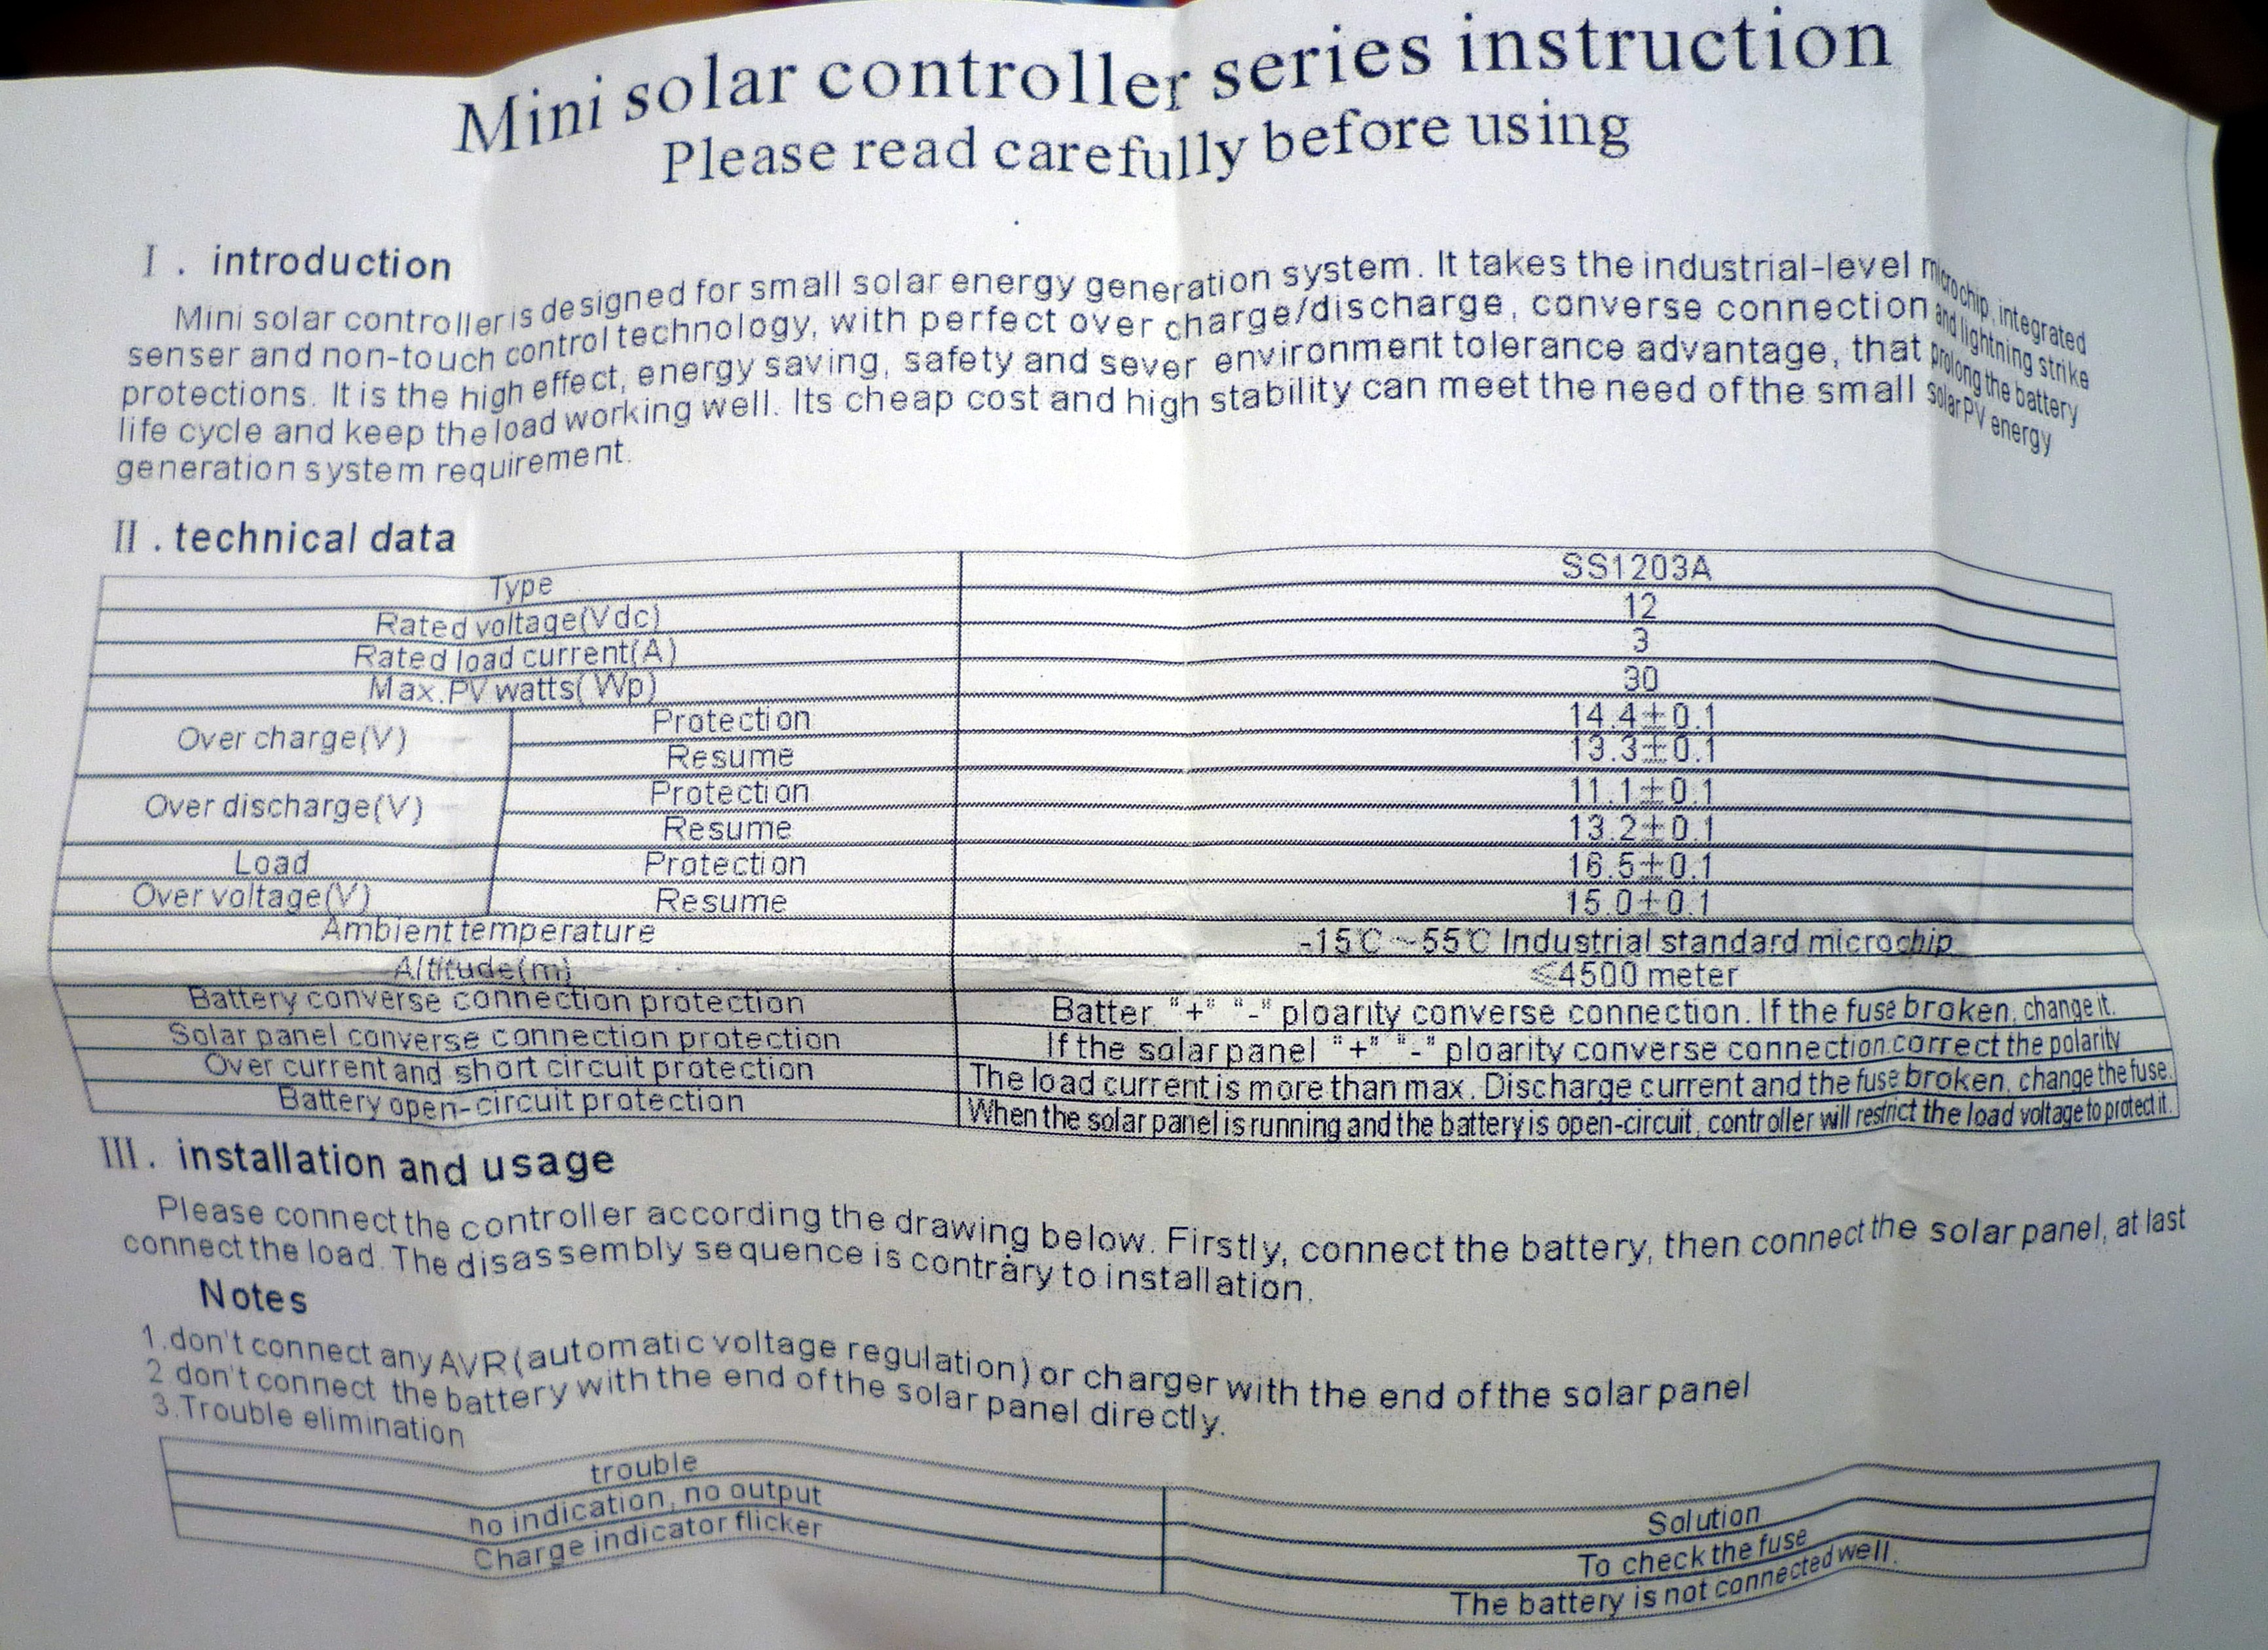 Mini solar controller series instruction
Please read carefully before using
I. introduction
Mini solar controller is designed for small solar energy generation system. It takes the industrial-level microchip, integrated
senser and non-touch control technology, with perfect over charge/discharge, converse connection and lightning strike
protections. It is the high effect, energy saving, safety and sever environment tolerance advantage, that prolong the battery
life cycle and keep the load working well. Its cheap cost and high stability can meet the need of the small solar PV energy
generation system requirement.
II. technical data
Type SS1203A
Rated voltage(Vdc) 12
Rated load current(A) 3
Max.PV watts(Wp) 30
Over charge(V) Protection 14.4±0.1
Resume 13.3±0.1
Over discharge(V) Protection 11.1±0.1
Resume 13.2±0.1
Load Protection 16.5±0.1
Over voltage(V) Resume 15.0±0.1
Ambient temperature -15℃~55℃ Industrial standard microchip
Altitude(m) ≤4500 meter
Battery converse connection protection Batter "+" "-" ploarity converse connection. If the fuse broken, change it.
Solar panel converse connection protection If the solar panel "+" "-" ploarity converse connection correct the polarity
Over current and short circuit protection The load current is more than max. Discharge current and the fuse broken, change the fuse.
Battery open-circuit protection When the solar panel is running and the battery is open-circuit, controller will restrict the load voltage to protect it.
III. installation and usage
Please connect the controller according the drawing below. Firstly, connect the battery, then connect the solar panel, at last
connect the load. The disassembly sequence is contrary to installation.
Notes
1.don't connect any AVR(automatic voltage regulation) or charger with the end of the solar panel
2 don't connect the battery with the end of the solar panel directly.
3.Trouble elimination
trouble Solution
no indication, no output To check the fuse
Charge indicator flicker The battery is not connected well.